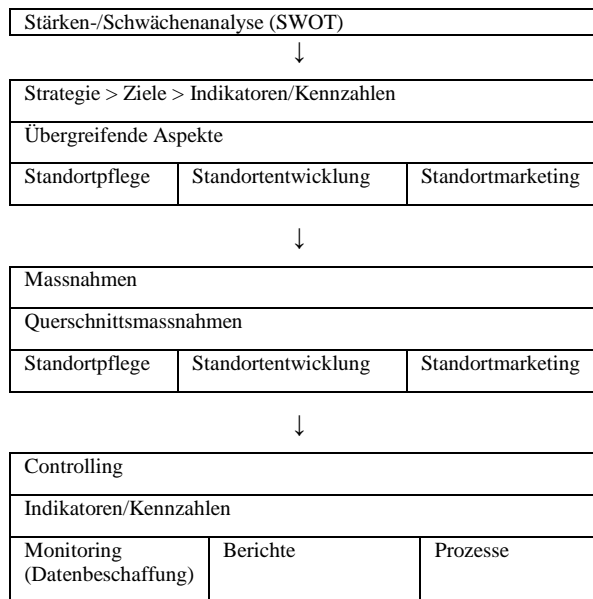 Stärken-/Schwächenanalyse (SWOT)
↓
Strategie > Ziele > Indikatoren/Kennzahlen
Übergreifende Aspekte
Standortpflege Standortentwicklung Standortmarketing
↓
Massnahmen
Querschnittsmassnahmen
Standortpflege Standortentwicklung Standortmarketing
↓
Controlling
Indikatoren/Kennzahlen
Monitoring Berichte Prozesse
(Datenbeschaffung)